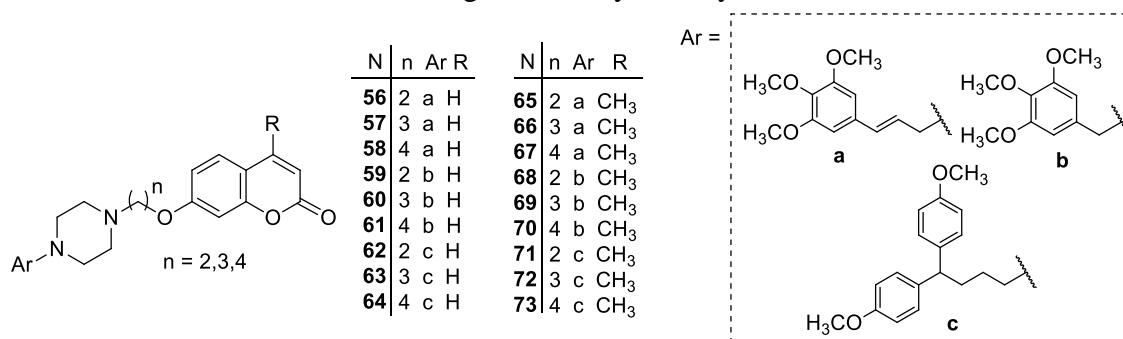 N n Ar R
56 2 a H
57 3 a H
58 4 a H
59 2 b H
60 3 b H
61 4 b H
62 2 c H
63 3 c H
64 4 c H
N n Ar R
65 2 a CH3
66 3 a CH3
67 4 a CH3
68 2 b CH3
69 3 b CH3
70 4 b CH3
71 2 c CH3
72 3 c CH3
73 4 c CH3
R
n
N
O
O
O
N
Ar
n = 2,3,4
Ar =
OCH3
H3CO
H3CO
a
OCH3
H3CO
H3CO
b
OCH3
H3CO
c